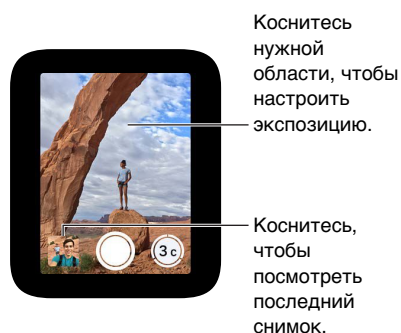 Коснитесь
нужной
области, чтобы
настроить
экспозицию.
3 с
Коснитесь,
чтобы
посмотреть
последний
снимок.